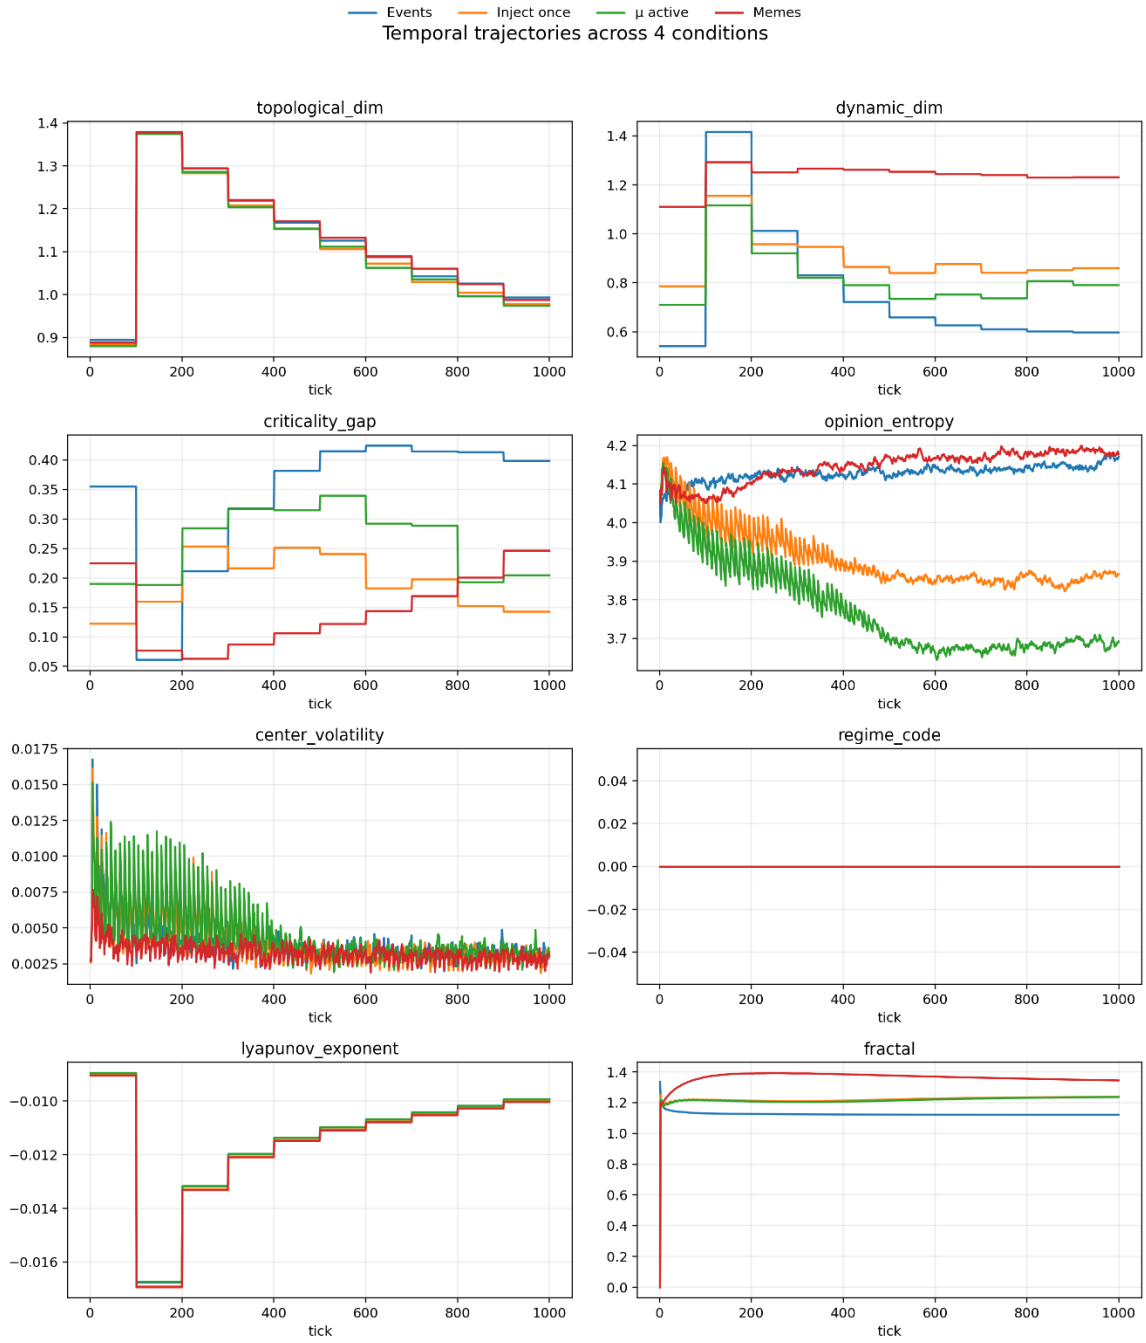 Events Inject once μ active Memes
Temporal trajectories across 4 conditions
topological_dim
1.4
1.3
1.2
1.1
1.0
0.9
0 200 400 600 800 1000
tick
dynamic_dim
1.4
1.2
1.0
0.8
0.6
0 200 400 600 800 1000
tick
criticality_gap
0.40
0.35
0.30
0.25
0.20
0.15
0.10
0.05
0 200 400 600 800 1000
tick
opinion_entropy
4.2
4.1
4.0
3.9
3.8
3.7
0 200 400 600 800 1000
tick
center_volatility
0.0175
0.0150
0.0125
0.0100
0.0075
0.0050
0.0025
0 200 400 600 800 1000
tick
regime_code
0.04
0.02
0.00
−0.02
−0.04
0 200 400 600 800 1000
tick
lyapunov_exponent
−0.010
−0.012
−0.014
−0.016
0 200 400 600 800 1000
tick
fractal
1.4
1.2
1.0
0.8
0.6
0.4
0.2
0.0
0 200 400 600 800 1000
tick